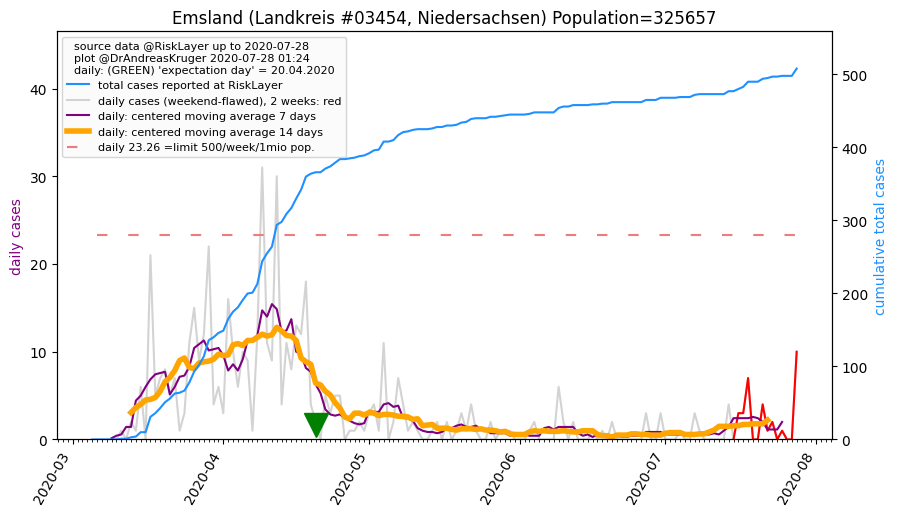 Emsland (Landkreis #03454, Niedersachsen) Population=325657
source data @RiskLayer up to 2020-07-28
plot @DrAndreasKruger 2020-07-28 01:24
daily: (GREEN) 'expectation day' = 20.04.2020
total cases reported at RiskLayer
daily cases (weekend-flawed), 2 weeks: red
daily: centered moving average 7 days
daily: centered moving average 14 days
daily 23.26 =limit 500/week/1mio pop.
daily cases
40
30
20
10
0
500
400
300
200
100
0
cumulative total cases
2020-03
2020-04
2020-05
2020-06
2020-07
2020-08